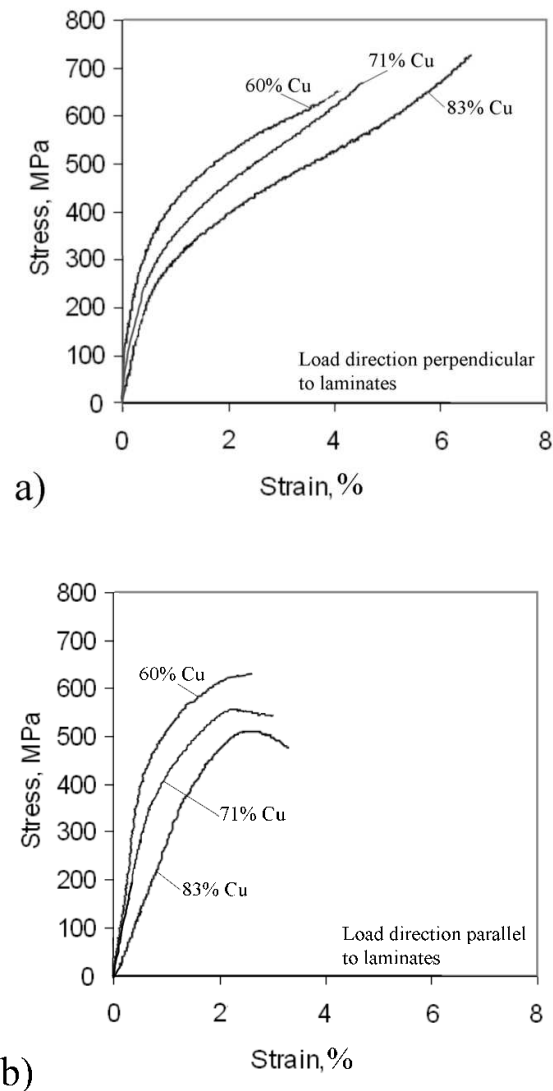 800
700
600
500
400
300
200
100
0
Stress, MPa
60% Cu
71% Cu
83% Cu
Load direction perpendicular
to laminates
0 2 4 6 8
Strain,%
a)
800
700
600
500
400
300
200
100
0
Stress, MPa
60% Cu
71% Cu
83% Cu
Load direction parallel
to laminates
0 2 4 6 8
Strain,%
b)